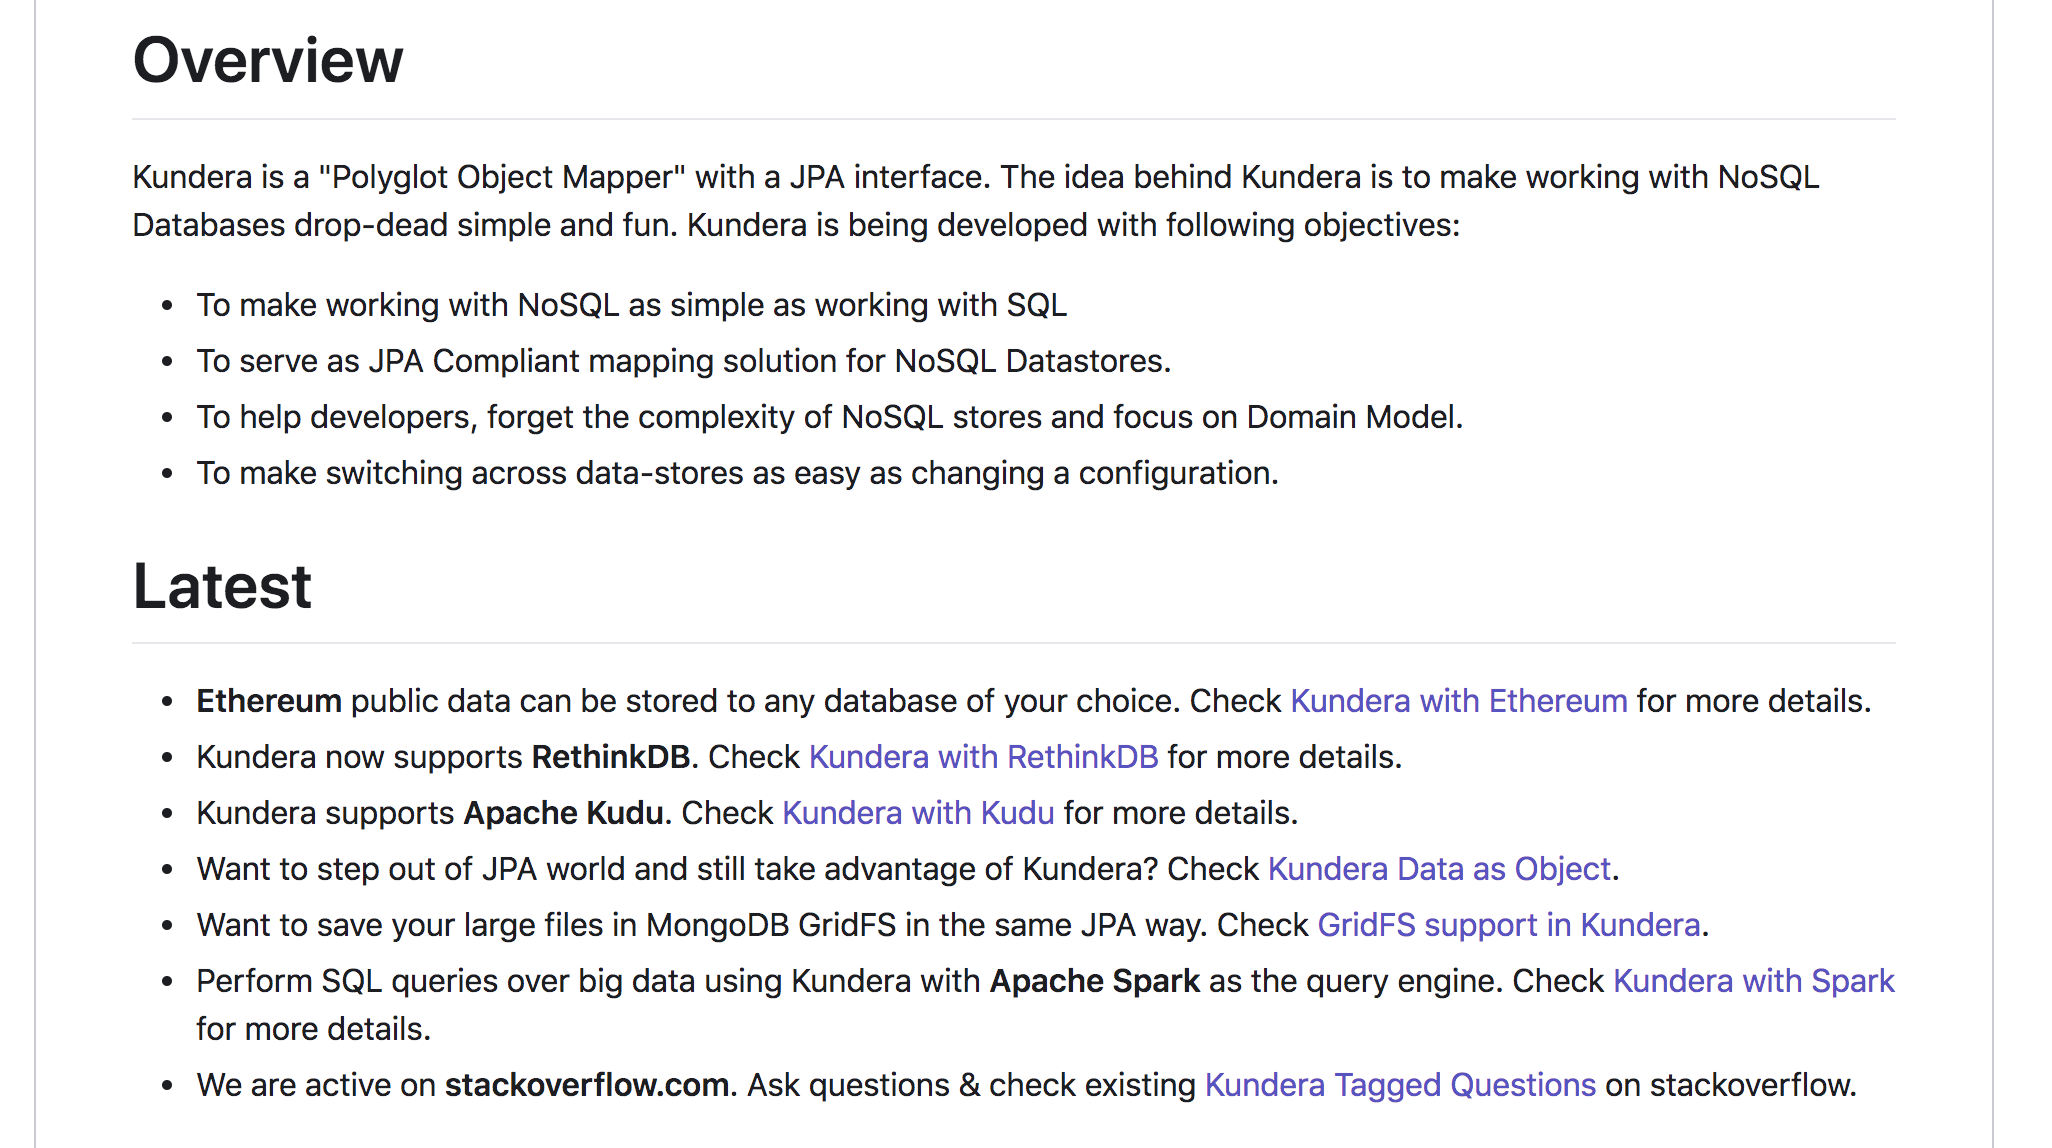 Overview
Kundera is a "Polyglot Object Mapper" with a JPA interface. The idea behind Kundera is to make working with NoSQL
Databases drop-dead simple and fun. Kundera is being developed with following objectives:
• To make working with NoSQL as simple as working with SQL
• To serve as JPA Compliant mapping solution for NoSQL Datastores.
• To help developers, forget the complexity of NoSQL stores and focus on Domain Model.
• To make switching across data-stores as easy as changing a configuration.
Latest
• Ethereum public data can be stored to any database of your choice. Check Kundera with Ethereum for more details.
• Kundera now supports RethinkDB. Check Kundera with RethinkDB for more details.
• Kundera supports Apache Kudu. Check Kundera with Kudu for more details.
• Want to step out of JPA world and still take advantage of Kundera? Check Kundera Data as Object.
• Want to save your large files in MongoDB GridFS in the same JPA way. Check GridFS support in Kundera.
• Perform SQL queries over big data using Kundera with Apache Spark as the query engine. Check Kundera with Spark
for more details.
• We are active on stackoverflow.com. Ask questions & check existing Kundera Tagged Questions on stackoverflow.